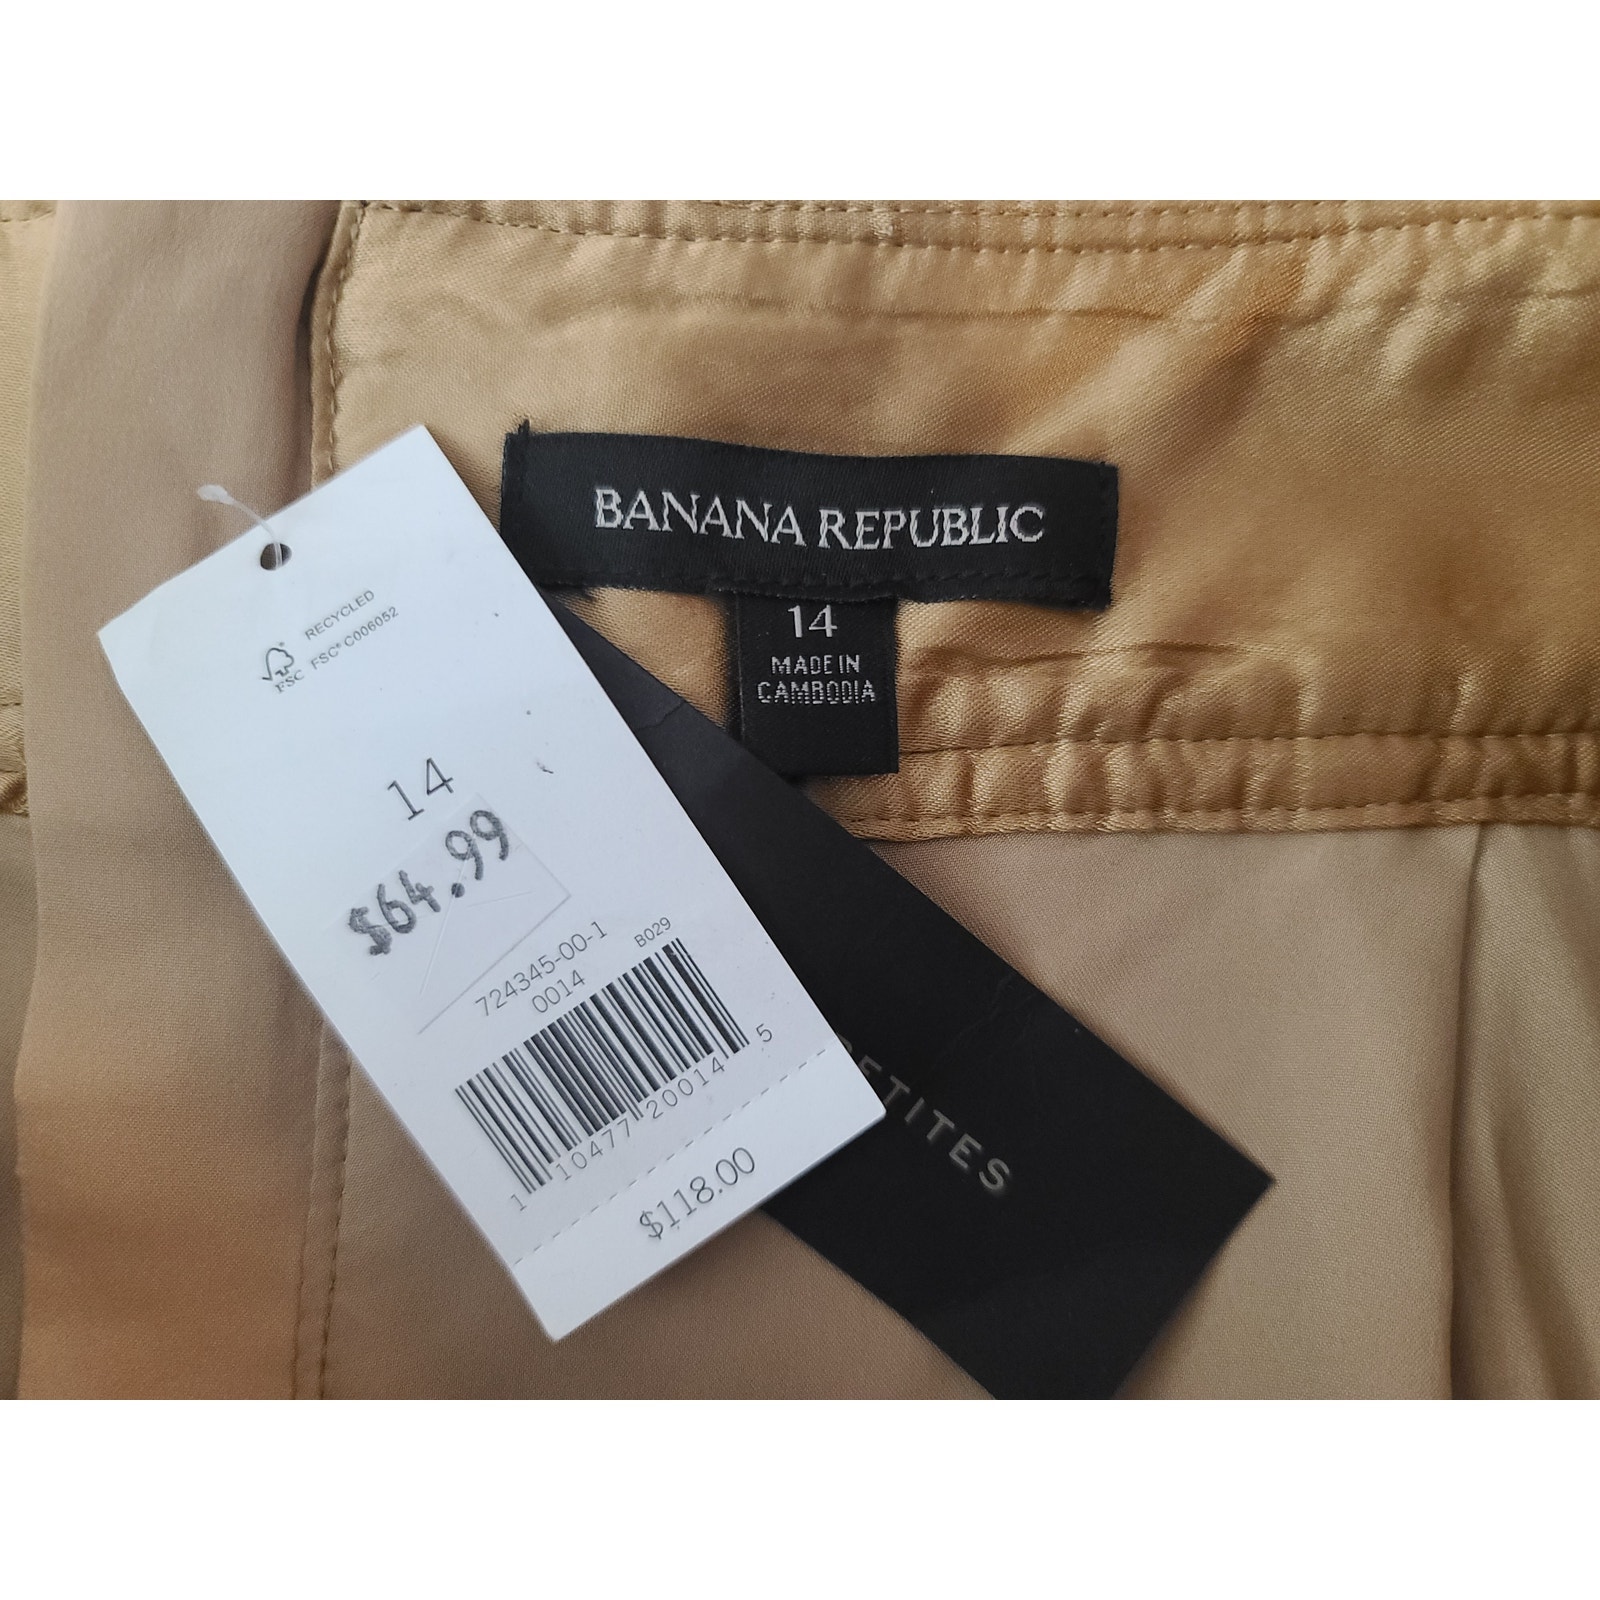 BANANA REPUBLIC
14
MADE IN
CAMBODIA
RECYCLED
FSC® C006052
FSC
14
$64.99
724345-00-1
0014
B029
1 10477 20014 5
$118.00